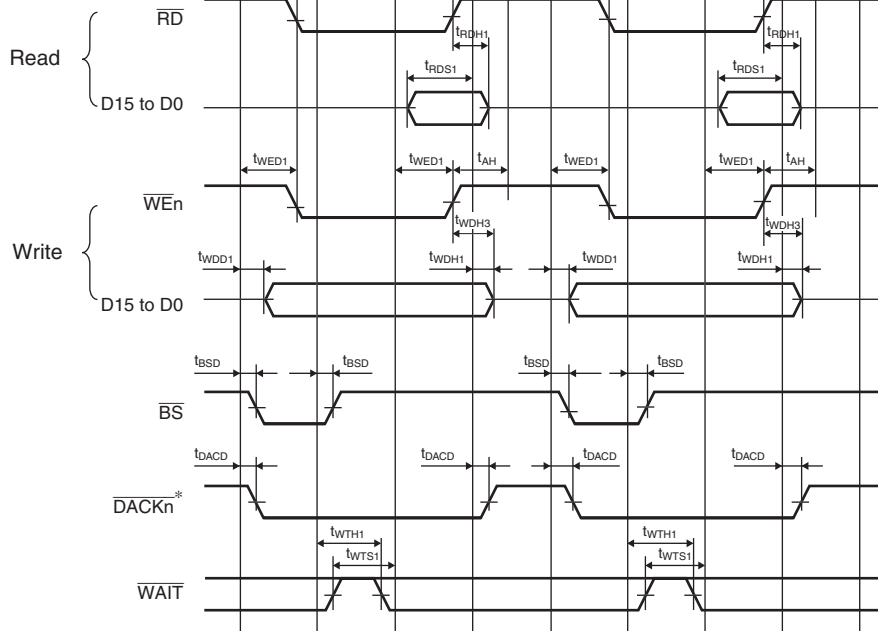 RD
tRDH1 tRDH1
Read
tRDS1 tRDS1
D15 to D0
tWED1 tWED1 tAH tWED1 tWED1 tAH
WEn
tWDH3 tWDH3
Write
tWDD1 tWDH1 tWDD1 tWDH1
D15 to D0
tBSD tBSD tBSD tBSD
BS
tDACD tDACD tDACD tDACD
DACKn*
tWTH1 tWTH1
tWTS1 tWTS1
WAIT